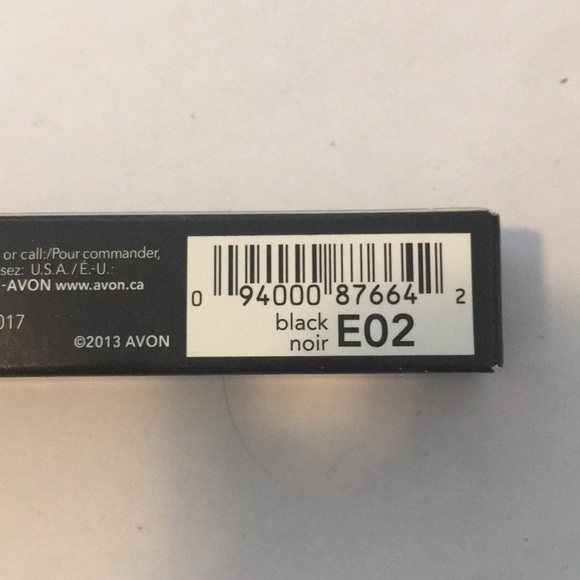 or call:/Pour commander,
sez: U.S.A./É.-U.:
-AVON www.avon.ca
017
©2013 AVON
0 94000 87664 2
black
noir E02